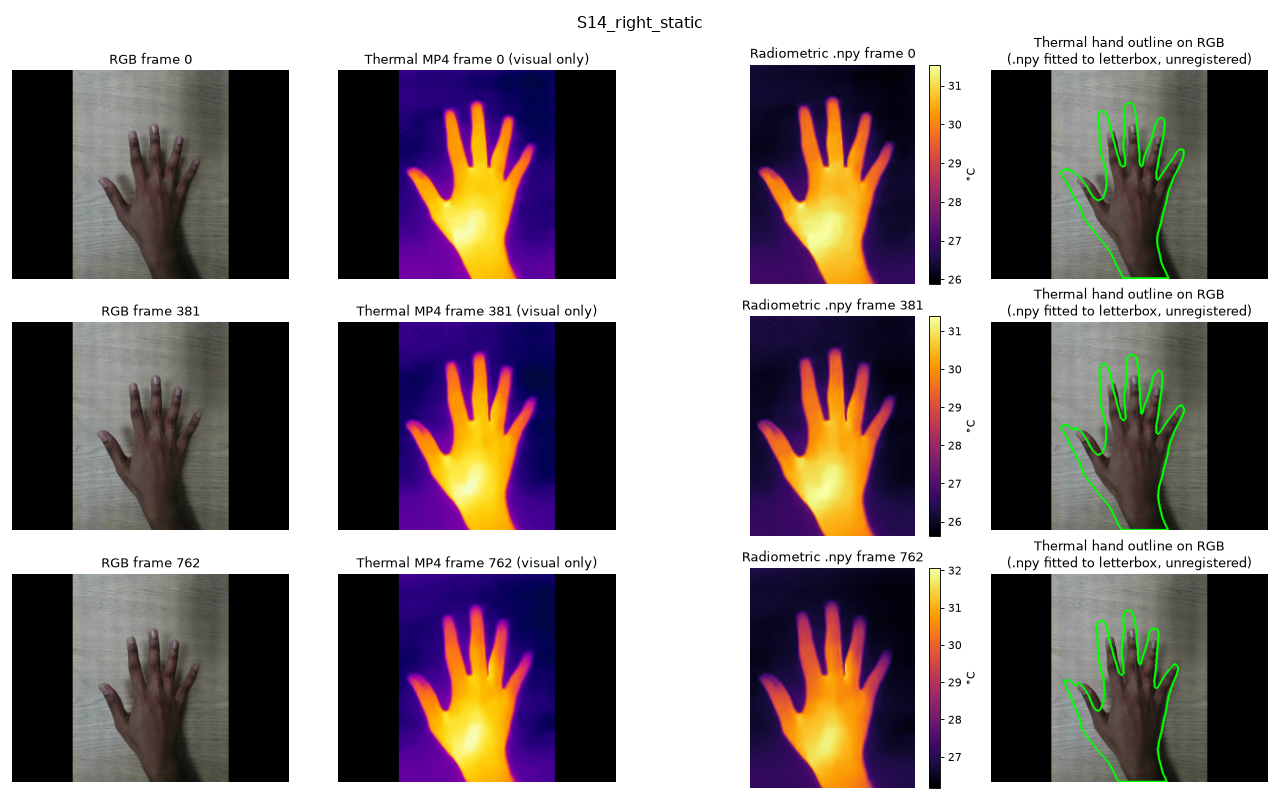 S14_right_static
RGB frame 0
Thermal MP4 frame 0 (visual only)
Radiometric .npy frame 0
Thermal hand outline on RGB
(.npy fitted to letterbox, unregistered)
31
30
29
28
27
26
°C
RGB frame 381
Thermal MP4 frame 381 (visual only)
Radiometric .npy frame 381
Thermal hand outline on RGB
(.npy fitted to letterbox, unregistered)
31
30
29
28
27
26
°C
RGB frame 762
Thermal MP4 frame 762 (visual only)
Radiometric .npy frame 762
Thermal hand outline on RGB
(.npy fitted to letterbox, unregistered)
32
31
30
29
28
27
°C